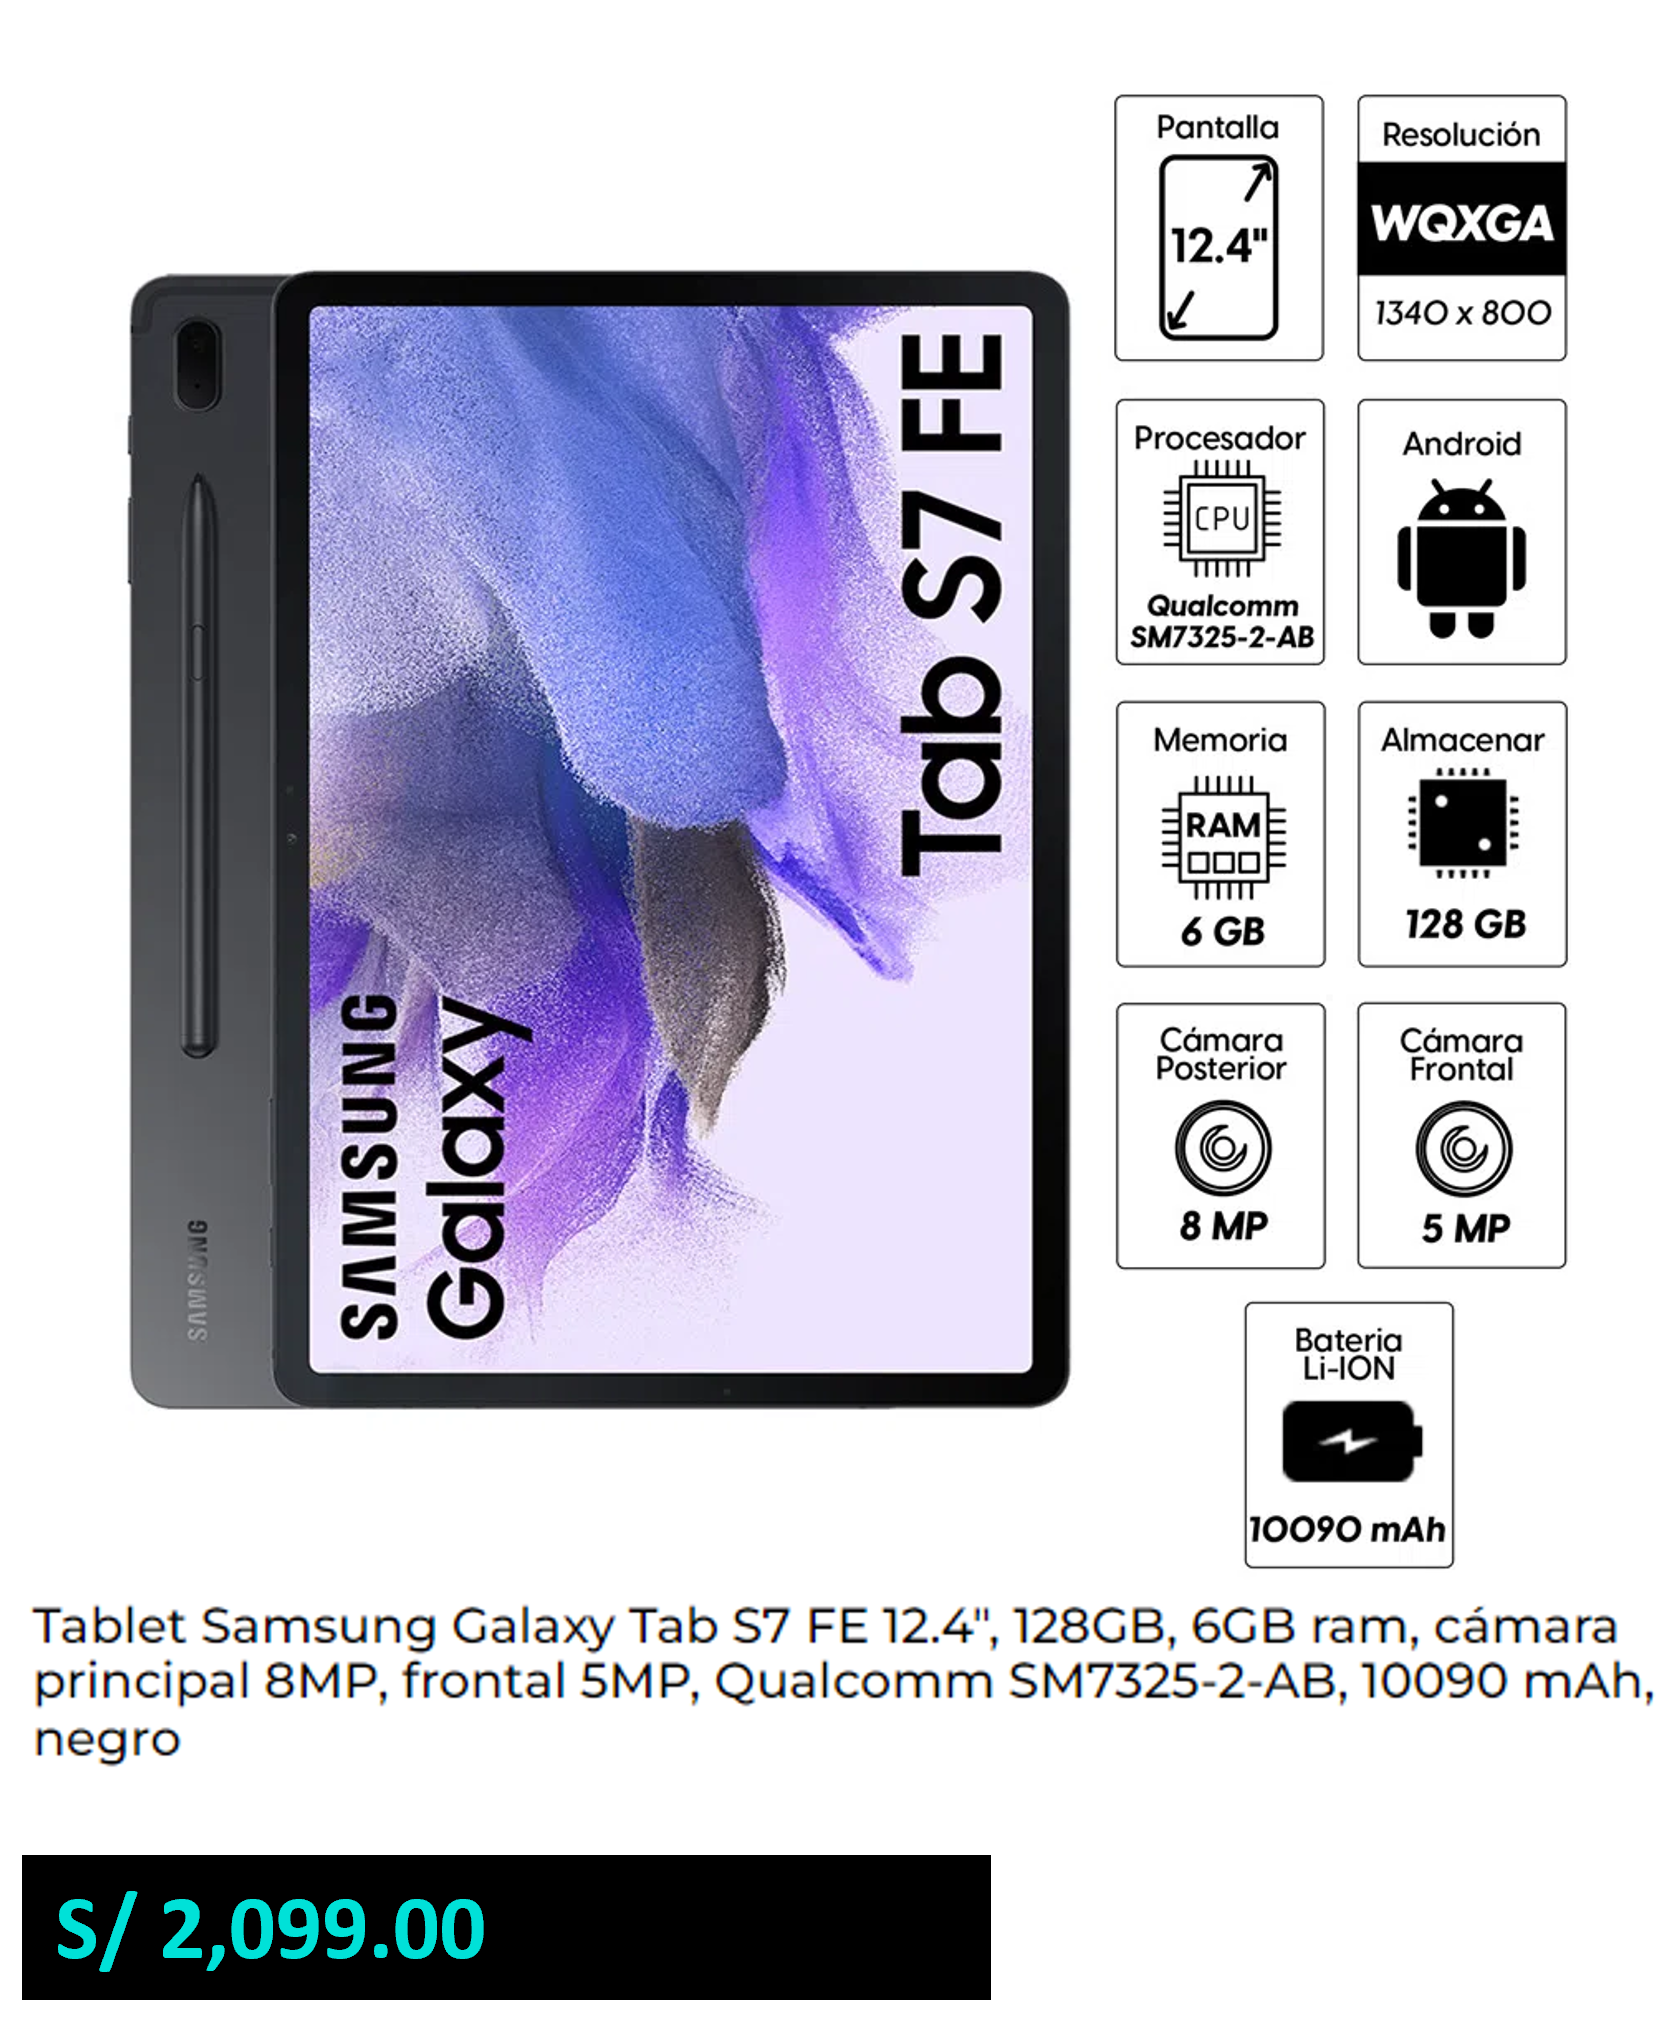 Pantalla
12.4"
Resolución
WQXGA
1340 x 800
Procesador
CPU
Qualcomm
SM7325-2-AB
Android
Memoria
RAM
6 GB
Almacenar
128 GB
Cámara
Posterior
8 MP
Cámara
Frontal
5 MP
Bateria
Li-ION
10090 mAh
SAMSUNG
SAMSUNG
Galaxy
Tab S7 FE
Tablet Samsung Galaxy Tab S7 FE 12.4", 128GB, 6GB ram, cámara
principal 8MP, frontal 5MP, Qualcomm SM7325-2-AB, 10090 mAh,
negro
S/ 2,099.00